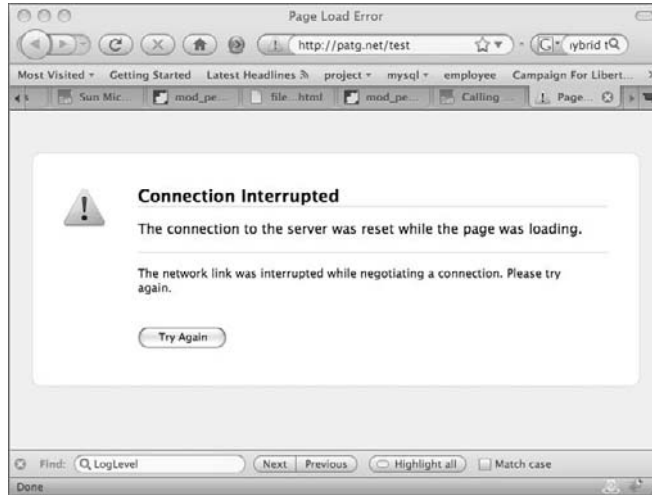 Page Load Error
http://patg.net/test
ybrid t
Most Visited Getting Started Latest Headlines project mysql employee Campaign For Libert...
s Sun Mic... mod_pe... file...html mod_pe... Calling ... Page...
Connection Interrupted
The connection to the server was reset while the page was loading.
The network link was interrupted while negotiating a connection. Please try
again.
Try Again
Find: LogLevel Next Previous Highlight all Match case
Done